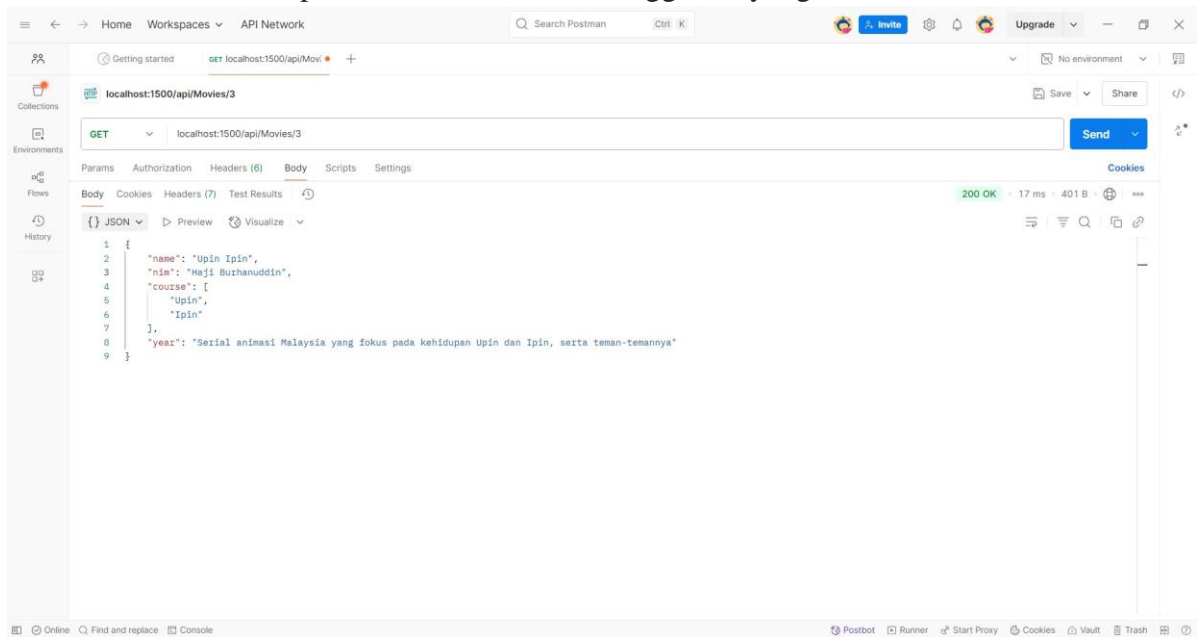 Home Workspaces API Network Search Postman Ctrl K Invite Upgrade
Getting started GET localhost:1500/api/Movi No environment
HTTP localhost:1500/api/Movies/3 Save Share
GET localhost:1500/api/Movies/3 Send
Params Authorization Headers (6) Body Scripts Settings Cookies
Body Cookies Headers (7) Test Results 200 OK 17 ms 401 B
{} JSON Preview Visualize
Collections
Environments
Flows
History
1 {
2 "name": "Upin Ipin",
3 "nim": "Haji Burhanuddin",
4 "course": [
5 "Upin",
6 "Ipin"
7 ],
8 "year": "Serial animasi Malaysia yang fokus pada kehidupan Upin dan Ipin, serta teman-temannya"
9 }
Online Find and replace Console Postbot Runner Start Proxy Cookies Vault Trash